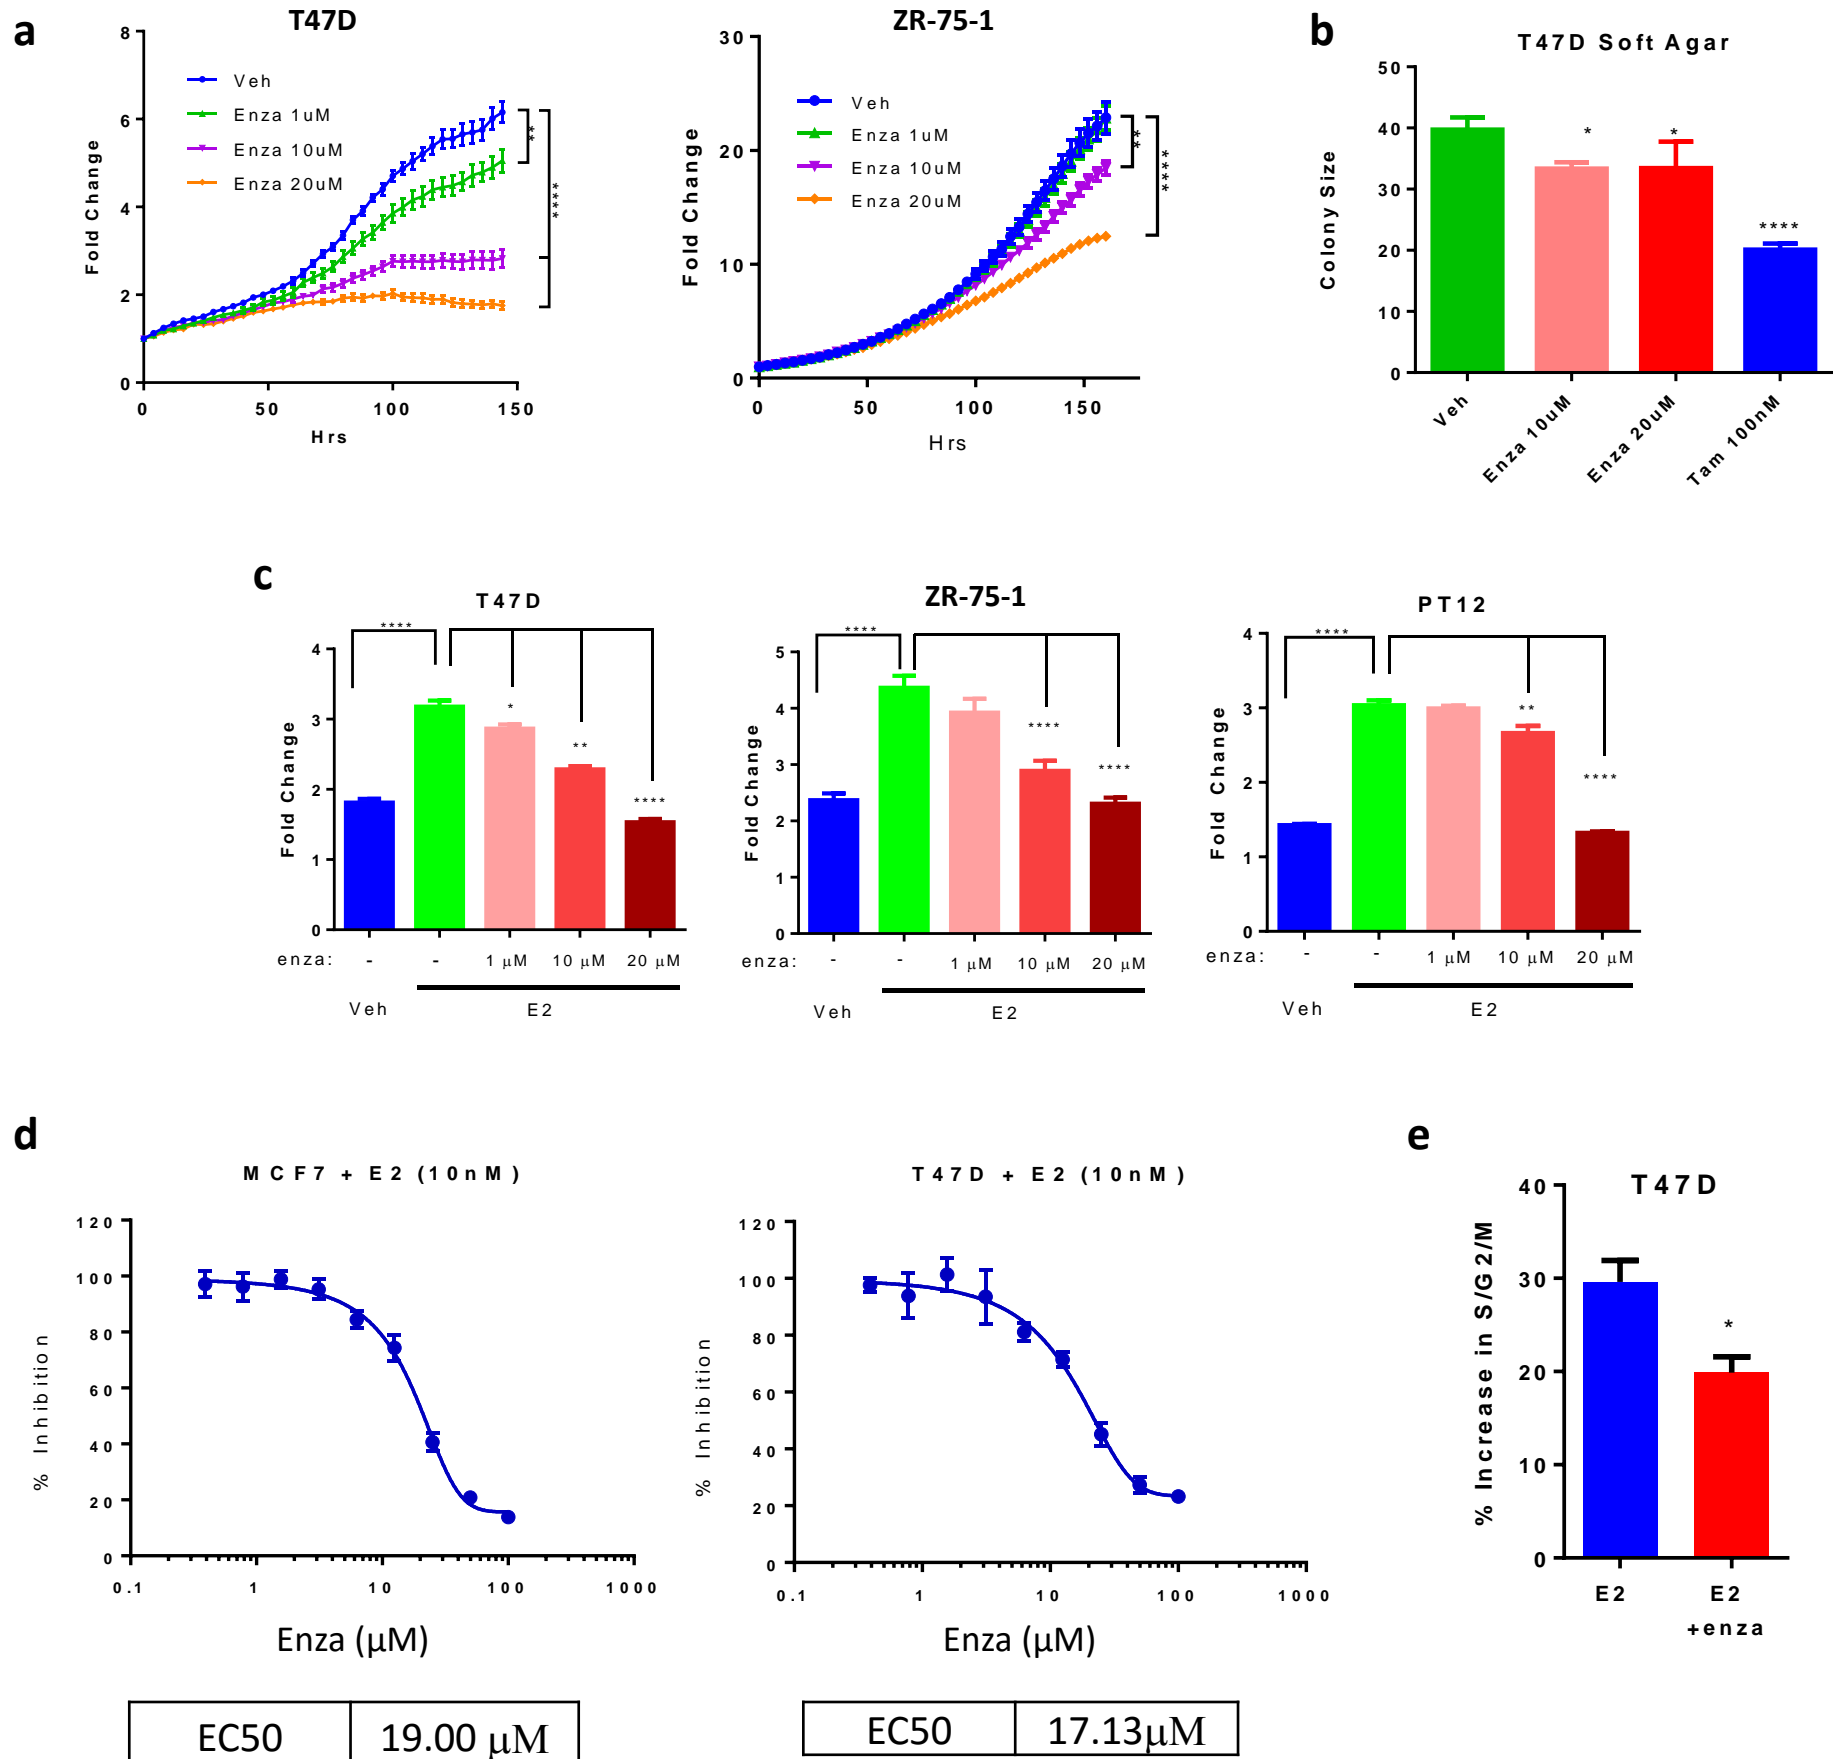 a
T47D
Fold Change
8
6
4
2
0
0 50 100 150
Hrs
Veh
Enza 1uM
Enza 10uM
Enza 20uM
**
****
ZR-75-1
Fold Change
30
20
10
0
0 50 100 150
Hrs
Veh
Enza 1uM
Enza 10uM
Enza 20uM
**
****
b
T47D Soft Agar
Colony Size
50
40
30
20
10
0
* * ****
Veh
Enza 10uM
Enza 20uM
Tam 100nM
c
T47D
Fold Change
4
3
2
1
0
****
*
**
****
enza: - - 1 μM 10 μM 20 μM
Veh E2
ZR-75-1
Fold Change
5
4
3
2
1
0
****
****
****
enza: - - 1 μM 10 μM 20 μM
Veh E2
PT12
Fold Change
4
3
2
1
0
****
**
****
enza: - - 1 μM 10 μM 20 μM
Veh E2
d
MCF7 + E2 (10nM)
% Inhibition
120
100
80
60
40
20
0
0.1 1 10 100 1000
Enza (μM)
EC50 19.00 μM
T47D + E2 (10nM)
% Inhibition
120
100
80
60
40
20
0
0.1 1 10 100 1000
Enza (μM)
EC50 17.13μM
e
T47D
% Increase in S/G2/M
40
30
20
10
0
*
E2 E2
+enza